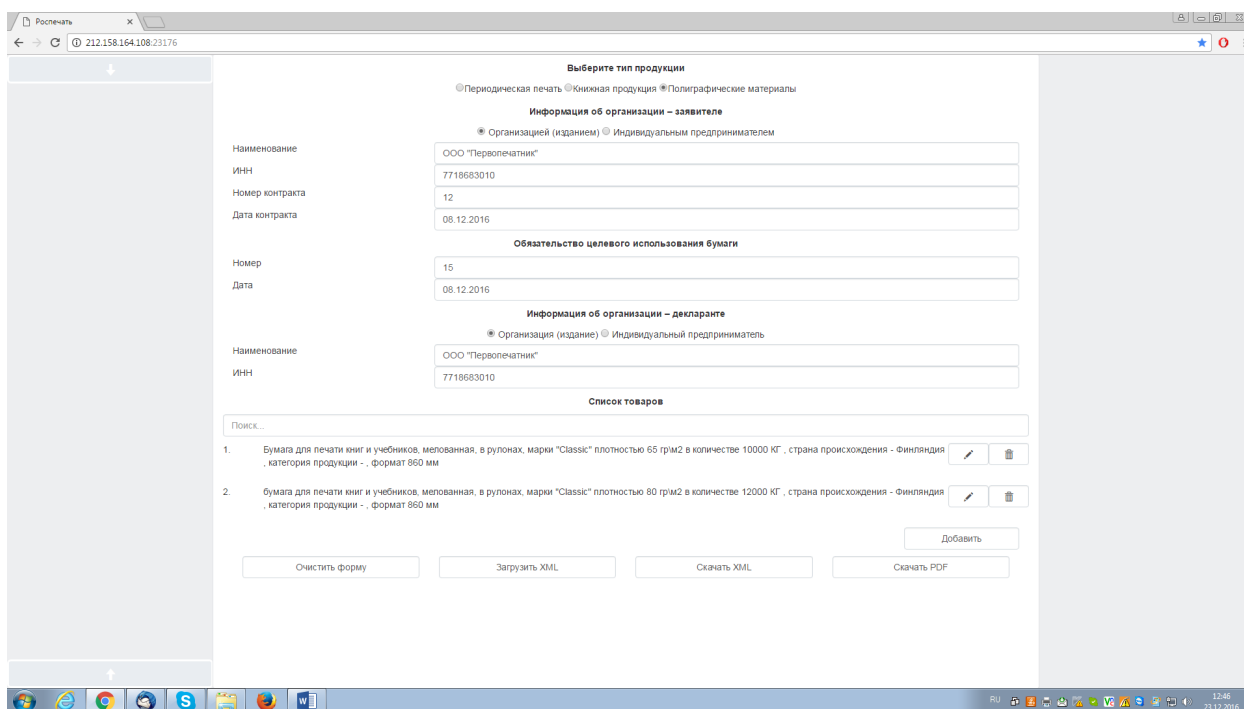 Роспечать
212.158.164.108:23176
Выберите тип продукции
Периодическая печать Книжная продукция Полиграфические материалы
Информация об организации – заявителе
Организацией (изданием) Индивидуальным предпринимателем
Наименование ООО "Первопечатник"
ИНН 7718683010
Номер контракта 12
Дата контракта 08.12.2016
Обязательство целевого использования бумаги
Номер 15
Дата 08.12.2016
Информация об организации – декларанте
Организация (издание) Индивидуальный предприниматель
Наименование ООО "Первопечатник"
ИНН 7718683010
Список товаров
Поиск...
1. Бумага для печати книг и учебников, мелованная, в рулонах, марки "Classic" плотностью 65 гр\м2 в количестве 10000 КГ , страна происхождения - Финляндия
, категория продукции - , формат 860 мм
2. бумага для печати книг и учебников, мелованная, в рулонах, марки "Classic" плотностью 80 гр\м2 в количестве 12000 КГ , страна происхождения - Финляндия
, категория продукции - , формат 860 мм
Добавить
Очистить форму Загрузить XML Скачать XML Скачать PDF
RU 12:46
23.12.2016